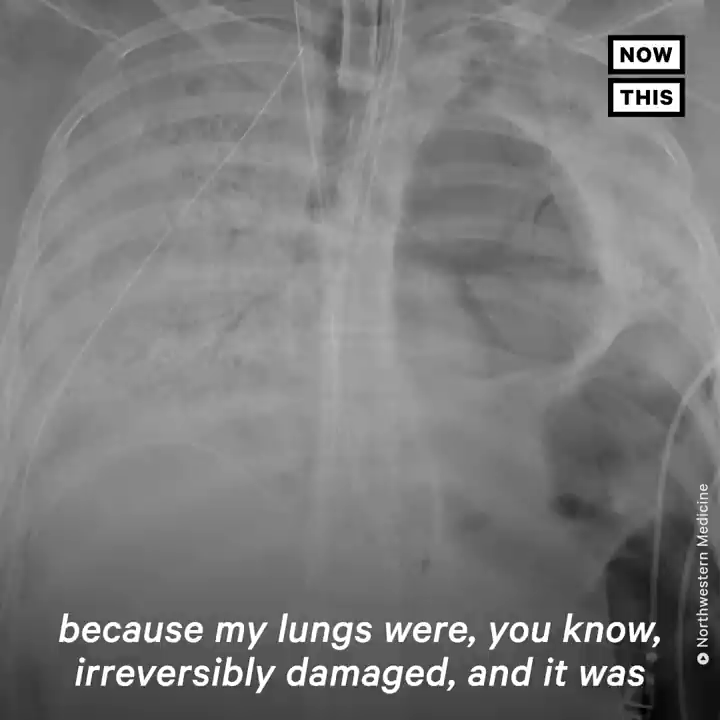 NOW
THIS
Northwestern Medicine
because my lungs were, you know,
irreversibly damaged, and it was